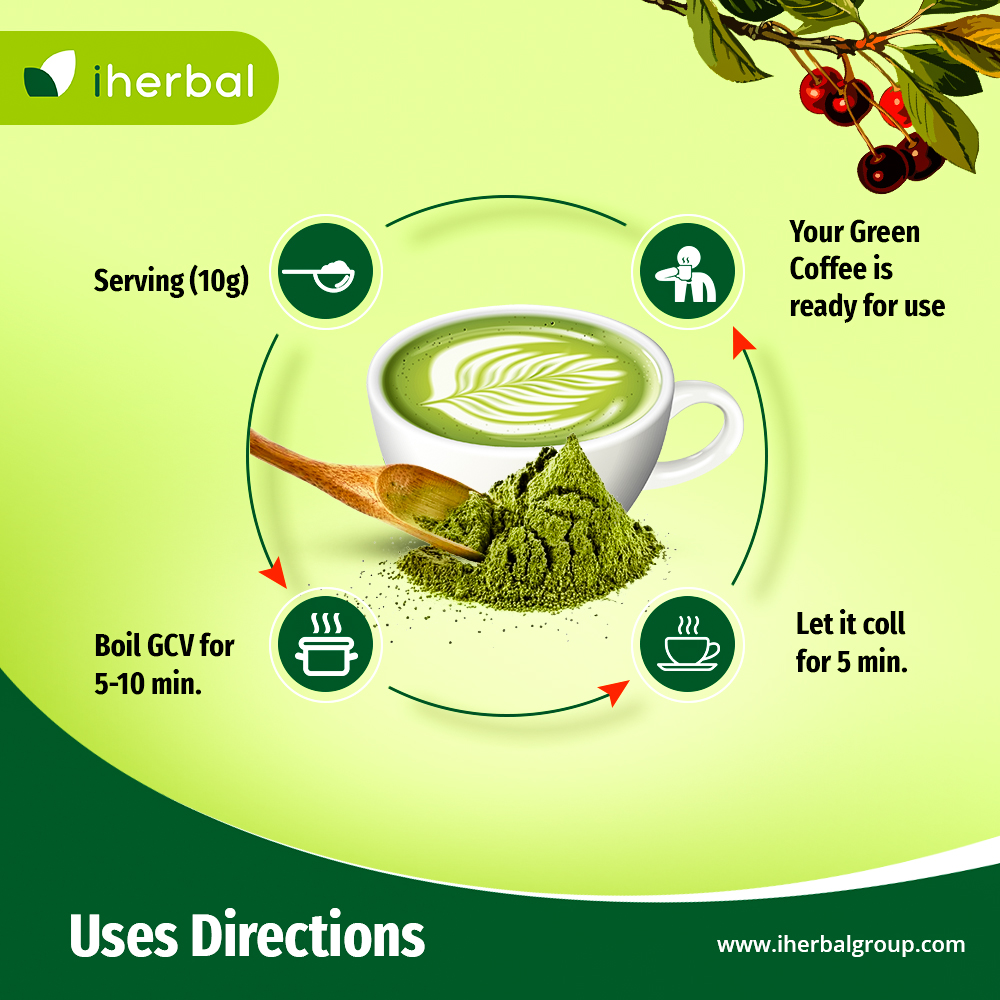 iherbal
Serving (10g)
Boil GCV for
5-10 min.
Let it coll
for 5 min.
Your Green
Coffee is
ready for use
Uses Directions
www.iherbalgroup.com